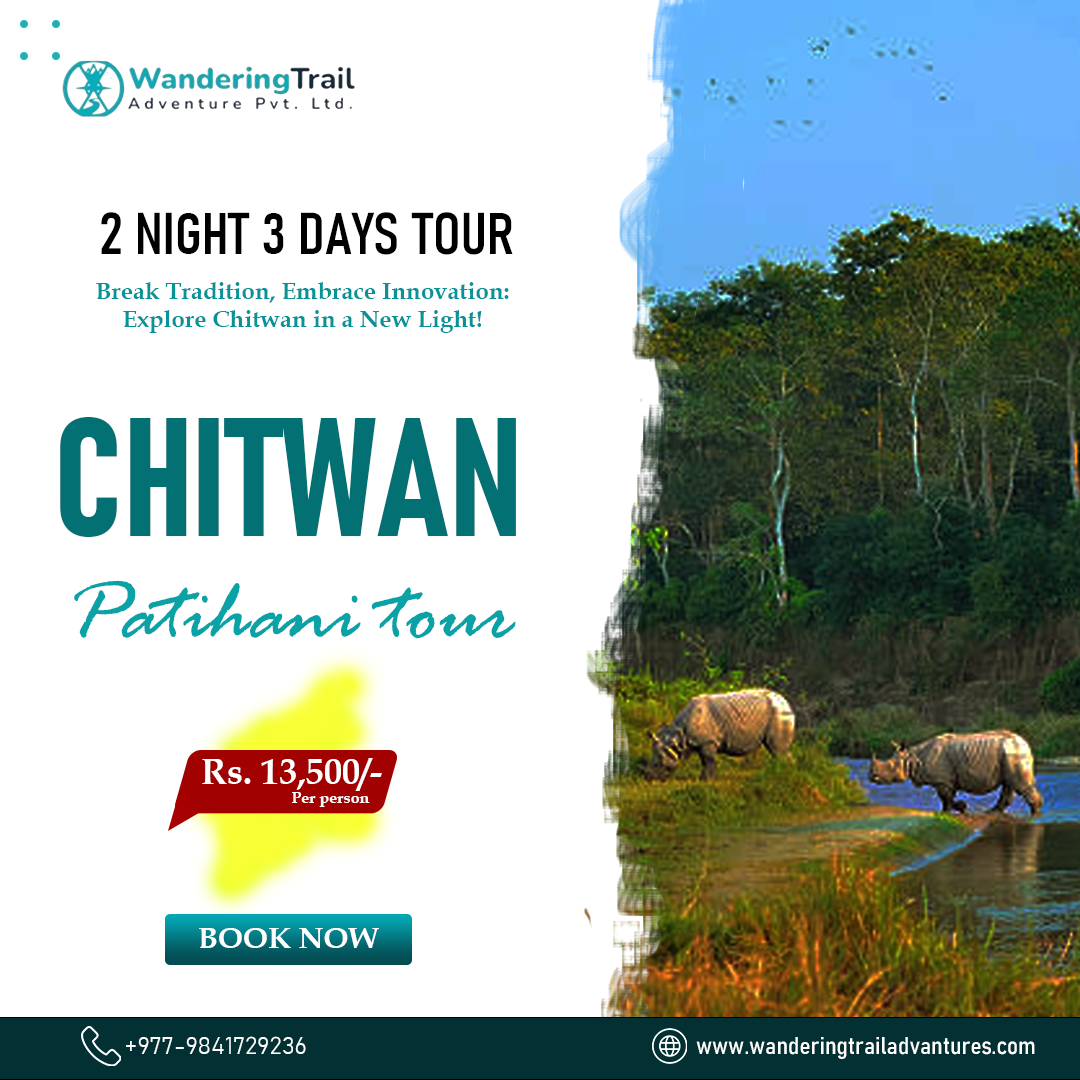 WanderingTrail
Adventure Pvt. Ltd.
2 NIGHT 3 DAYS TOUR
Break Tradition, Embrace Innovation:
Explore Chitwan in a New Light!
CHITWAN
Patihani tour
Rs. 13,500/-
Per person
BOOK NOW
+977-9841729236
www.wanderingtrailadvantures.com